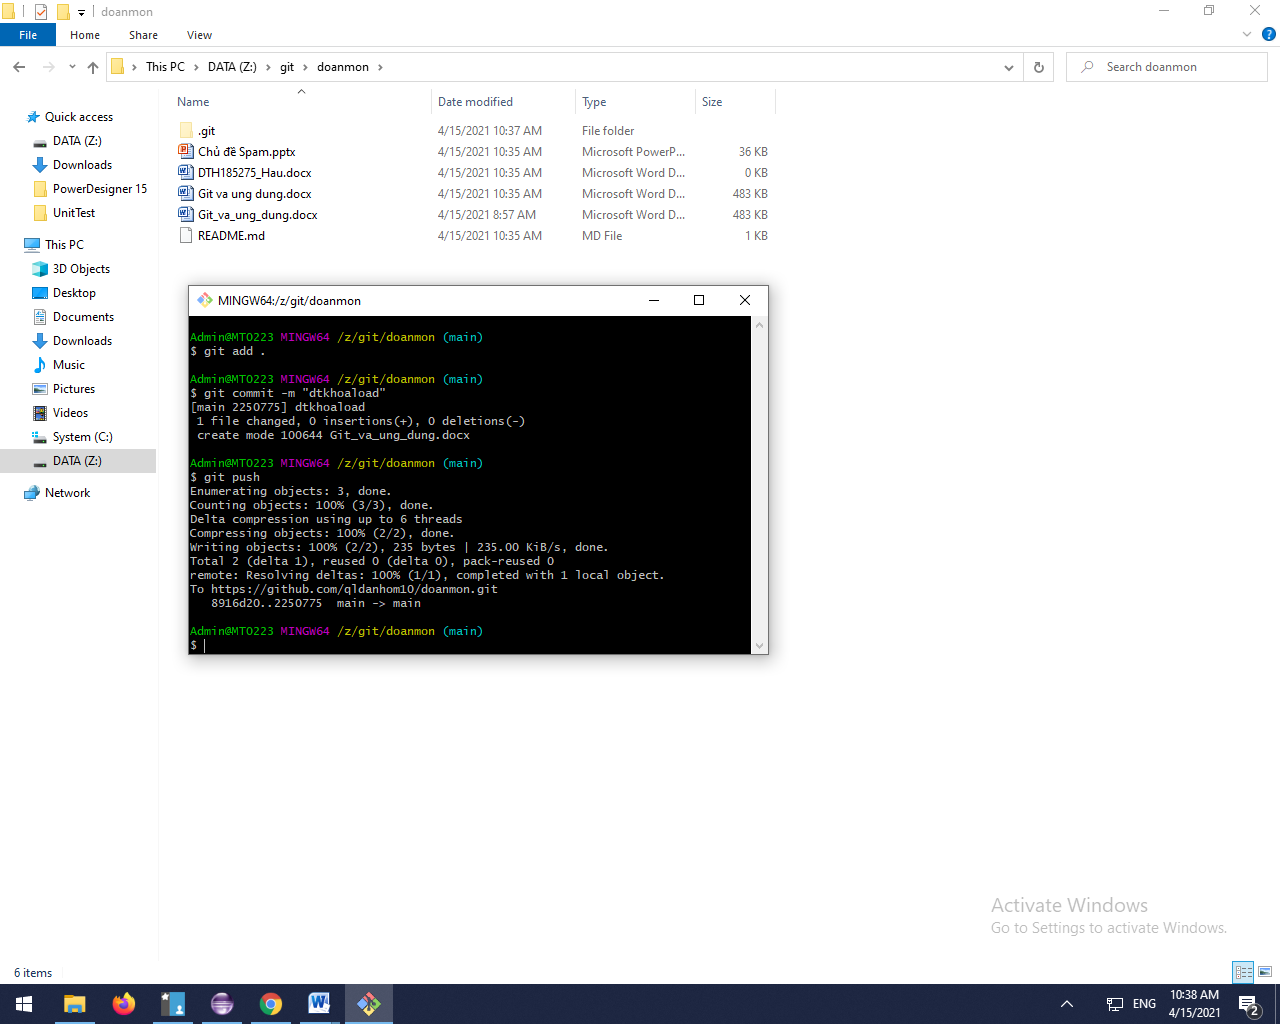 doanmon
File Home Share View
This PC DATA (Z:) git doanmon
Search doanmon
Name Date modified Type Size
.git 4/15/2021 10:37 AM File folder
Chủ đề Spam.pptx 4/15/2021 10:35 AM Microsoft PowerP... 36 KB
DTH185275_Hau.docx 4/15/2021 10:35 AM Microsoft Word D... 0 KB
Git va ung dung.docx 4/15/2021 10:35 AM Microsoft Word D... 483 KB
Git_va_ung_dung.docx 4/15/2021 8:57 AM Microsoft Word D... 483 KB
README.md 4/15/2021 10:35 AM MD File 1 KB
Quick access
DATA (Z:)
Downloads
PowerDesigner 15
UnitTest
This PC
3D Objects
Desktop
Documents
Downloads
Music
Pictures
Videos
System (C:)
DATA (Z:)
Network
MINGW64:/z/git/doanmon
Admin@MTO223 MINGW64 /z/git/doanmon (main)
$ git add .
Admin@MTO223 MINGW64 /z/git/doanmon (main)
$ git commit -m "dtkhoaload"
[main 2250775] dtkhoaload
1 file changed, 0 insertions(+), 0 deletions(-)
create mode 100644 Git_va_ung_dung.docx
Admin@MTO223 MINGW64 /z/git/doanmon (main)
$ git push
Enumerating objects: 3, done.
Counting objects: 100% (3/3), done.
Delta compression using up to 6 threads
Compressing objects: 100% (2/2), done.
Writing objects: 100% (2/2), 235 bytes | 235.00 KiB/s, done.
Total 2 (delta 1), reused 0 (delta 0), pack-reused 0
remote: Resolving deltas: 100% (1/1), completed with 1 local object.
To https://github.com/qldanhom10/doanmon.git
8916d20..2250775 main -> main
Admin@MTO223 MINGW64 /z/git/doanmon (main)
$
Activate Windows
Go to Settings to activate Windows.
6 items
ENG
10:38 AM
4/15/2021
2